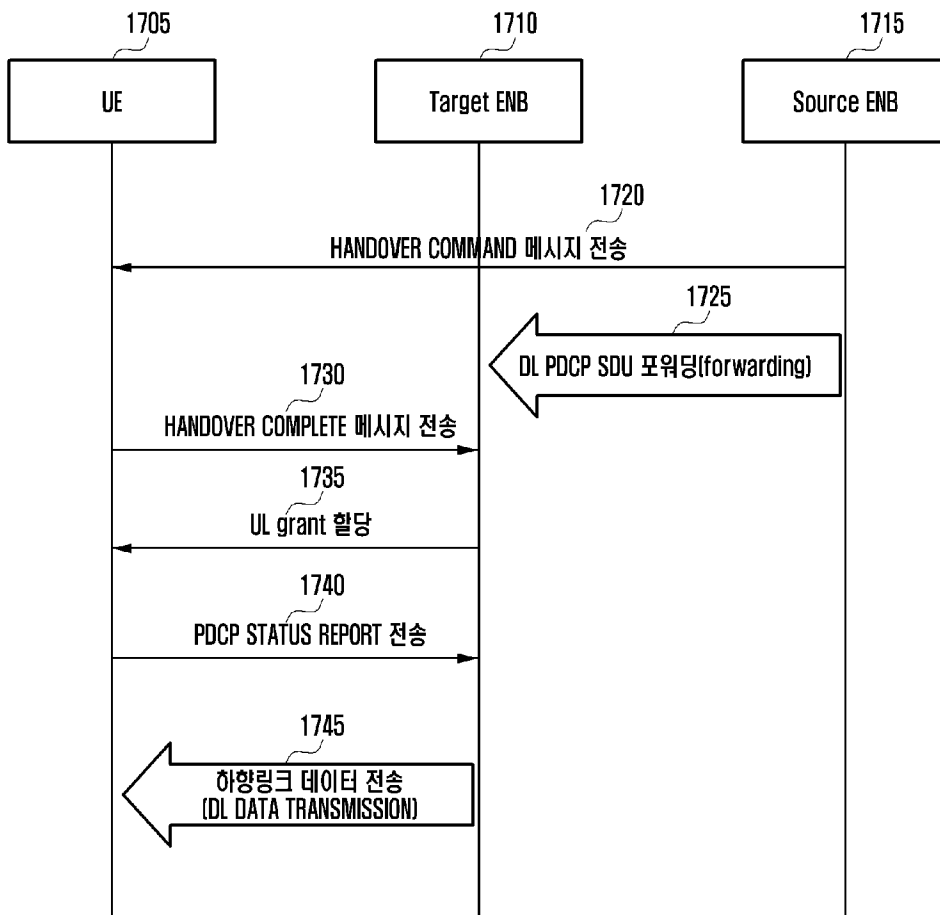 1705
1710
1715
UE
Target ENB
Source ENB
1720
HANDOVER COMMAND 메시지 전송
1725
DL PDCP SDU 포워딩(forwarding)
1730
HANDOVER COMPLETE 메시지 전송
1735
UL grant 할당
1740
PDCP STATUS REPORT 전송
1745
하향링크 데이터 전송
(DL DATA TRANSMISSION)